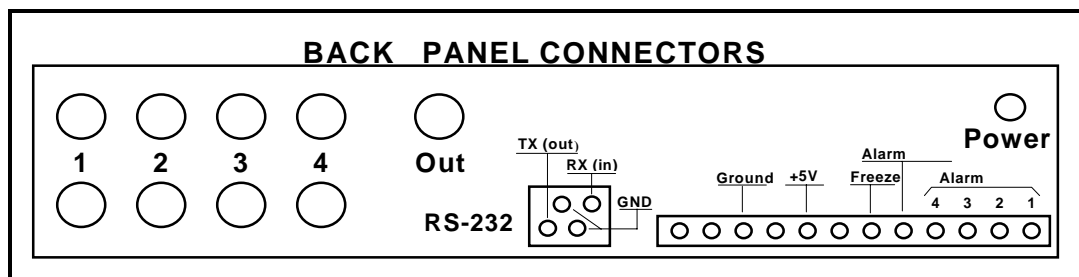 BACK PANEL CONNECTORS
1 2 3 4 Out Power
TX (out)
RX (in)
GND
RS-232
Ground +5V Freeze Alarm Alarm
4 3 2 1